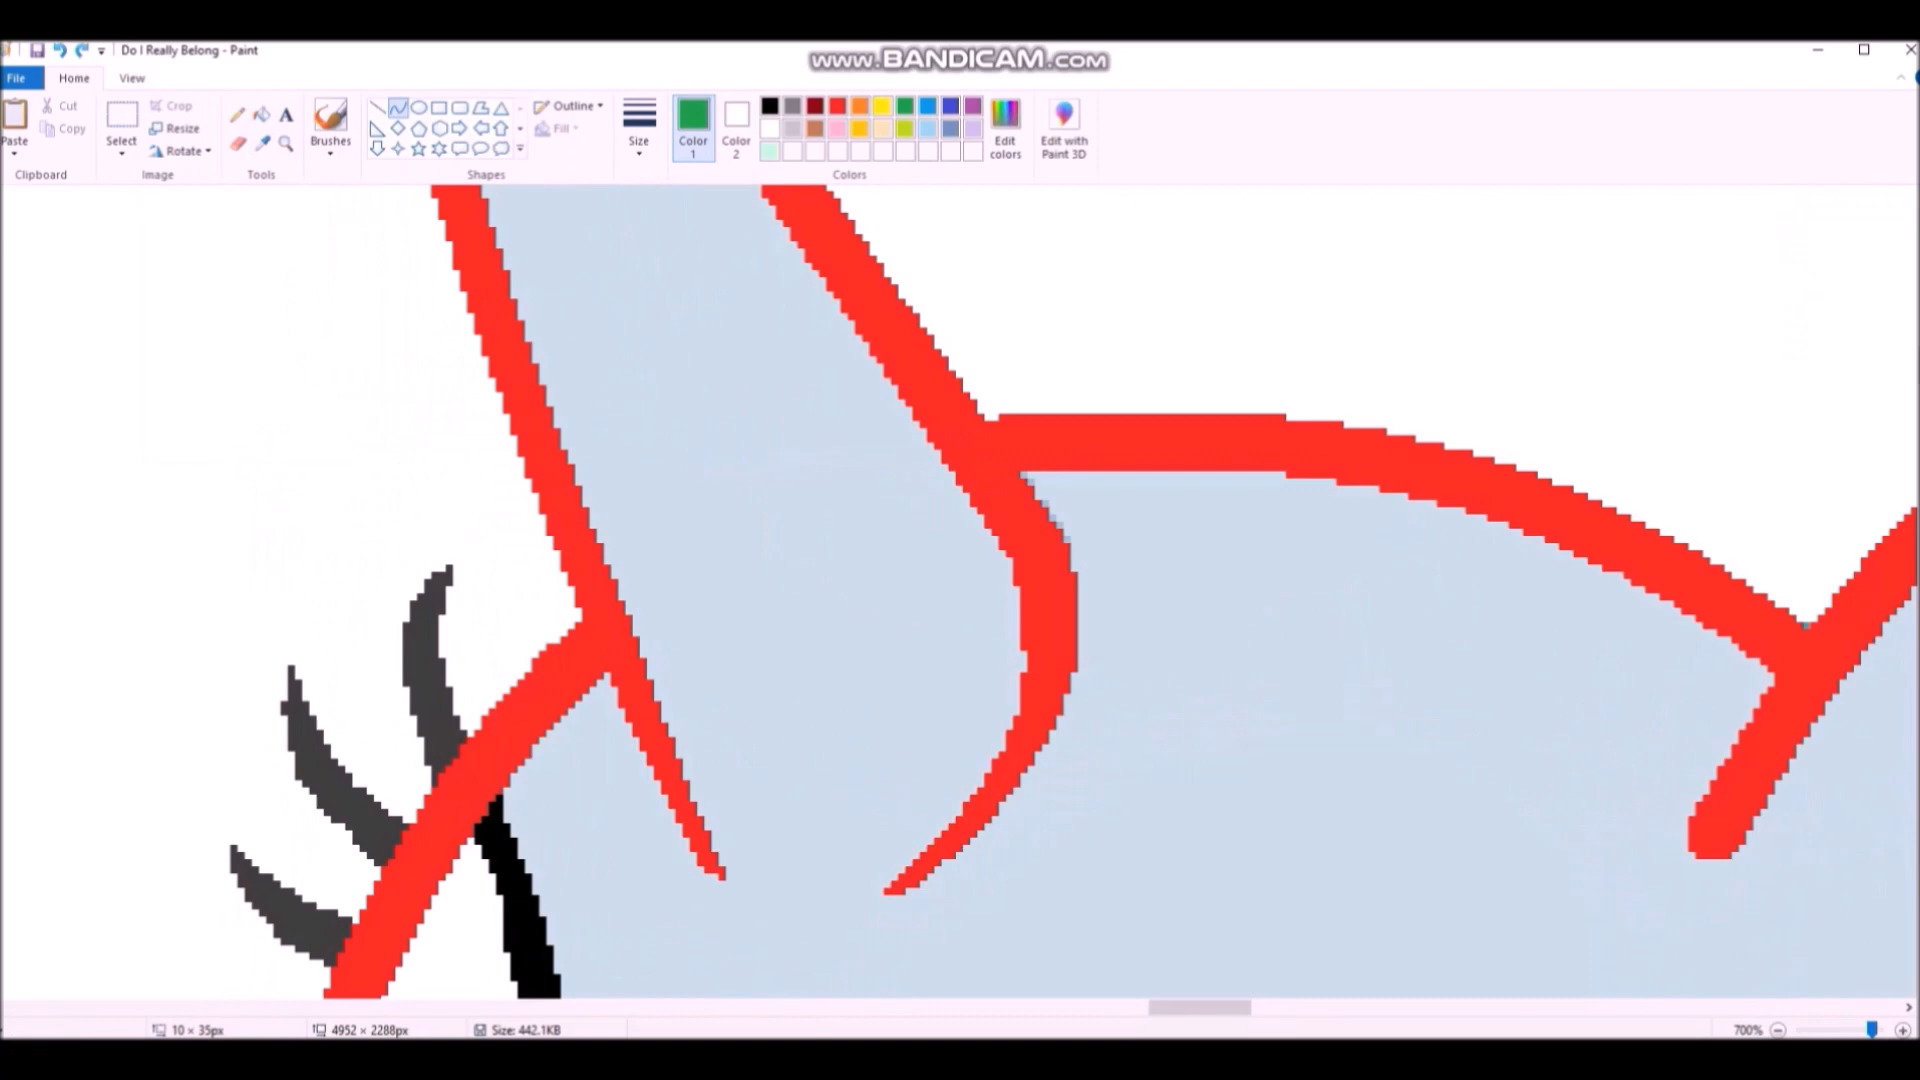 Do I Really Belong - Paint
www.BANDICAM.com
File Home View
Paste
Cut
Copy
Clipboard
Select
Crop
Resize
Rotate
Image
A
Tools
Brushes
Outline
Fill
Shapes
Size
Color
1
Color
2
Edit
colors
Colors
Edit with
Paint 3D
10 × 35px
4952 × 2288px
Size: 442.1KB
700%